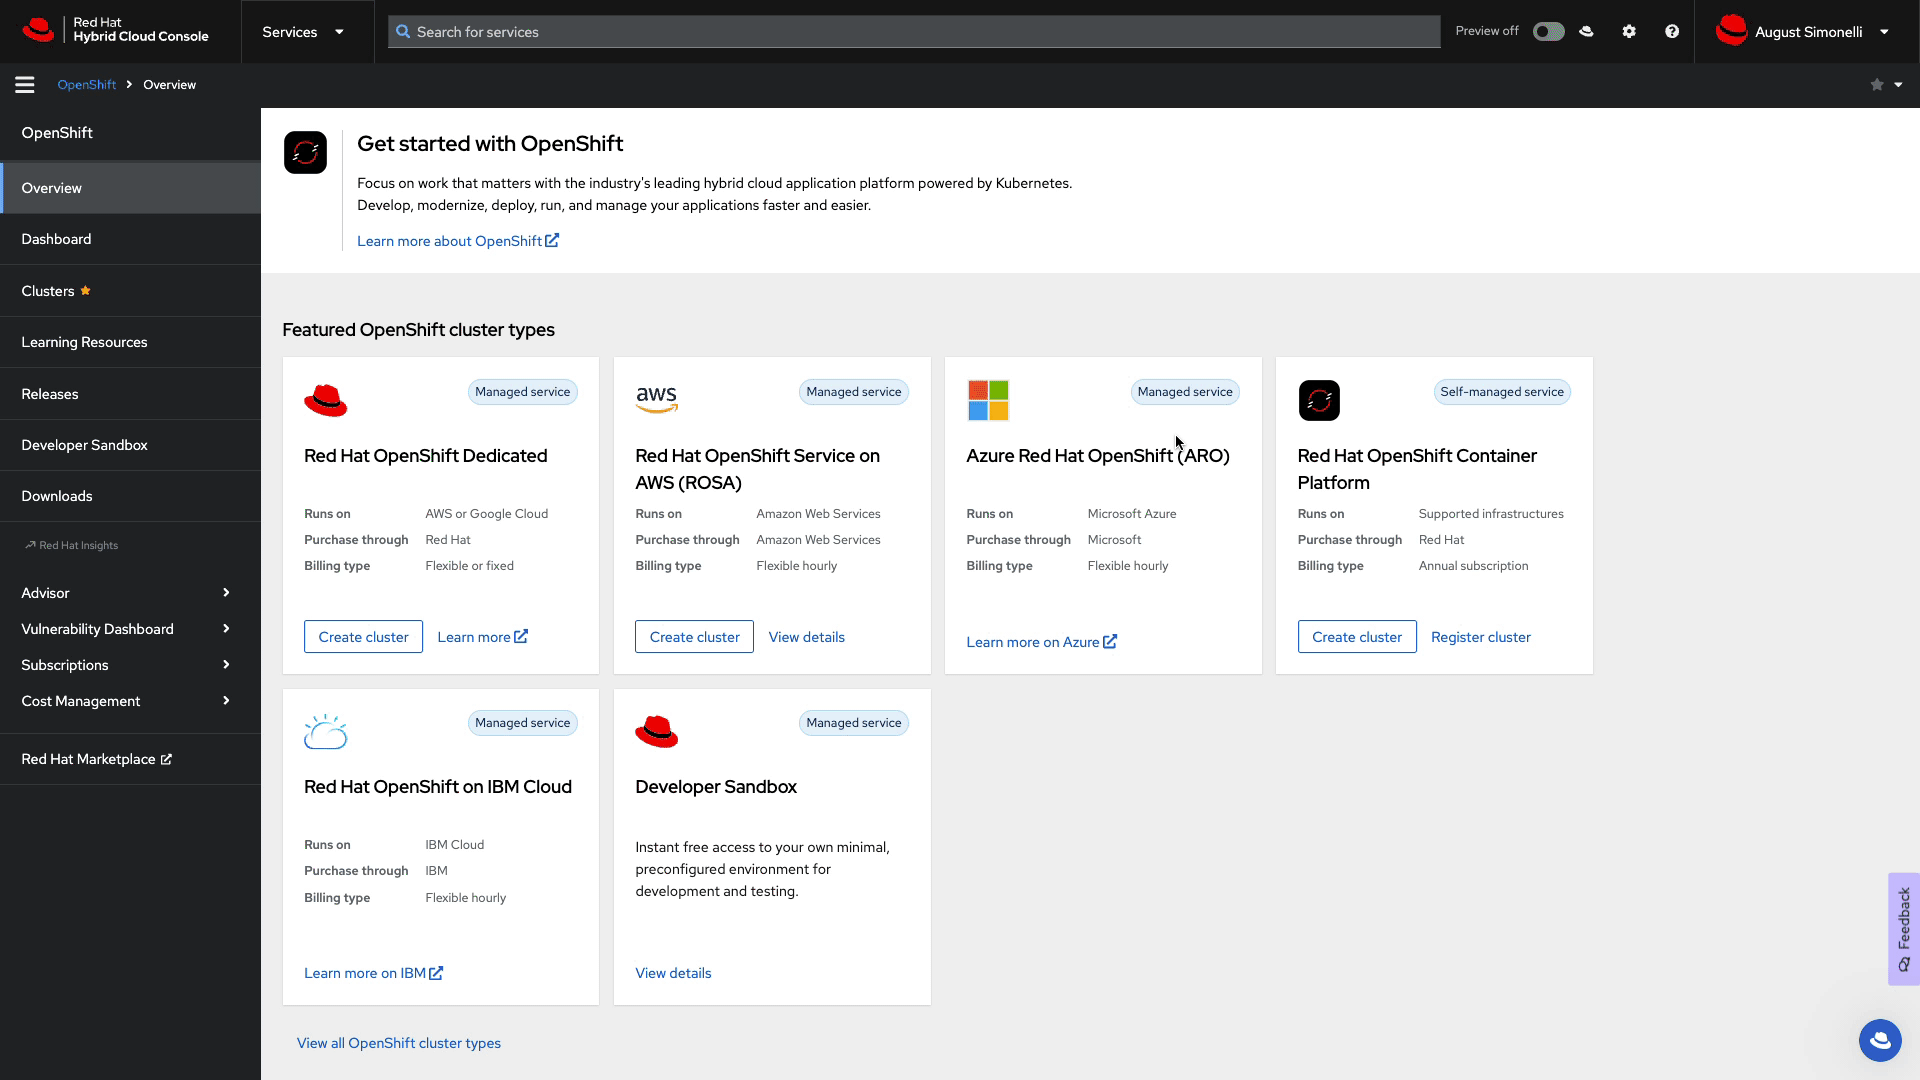 Red Hat
Hybrid Cloud Console
Services
Search for services
Preview off
August Simonelli
OpenShift
Overview
OpenShift
Overview
Dashboard
Clusters
Learning Resources
Releases
Developer Sandbox
Downloads
Red Hat Insights
Advisor
Vulnerability Dashboard
Subscriptions
Cost Management
Red Hat Marketplace
Get started with OpenShift
Focus on work that matters with the industry's leading hybrid cloud application platform powered by Kubernetes.
Develop, modernize, deploy, run, and manage your applications faster and easier.
Learn more about OpenShift
Featured OpenShift cluster types
Managed service
Red Hat OpenShift Dedicated
Runs on AWS or Google Cloud
Purchase through Red Hat
Billing type Flexible or fixed
Create cluster Learn more
aws
Managed service
Red Hat OpenShift Service on
AWS (ROSA)
Runs on Amazon Web Services
Purchase through Amazon Web Services
Billing type Flexible hourly
Create cluster View details
Managed service
Azure Red Hat OpenShift (ARO)
Runs on Microsoft Azure
Purchase through Microsoft
Billing type Flexible hourly
Learn more on Azure
Self-managed service
Red Hat OpenShift Container
Platform
Runs on Supported infrastructures
Purchase through Red Hat
Billing type Annual subscription
Create cluster Register cluster
Managed service
Red Hat OpenShift on IBM Cloud
Runs on IBM Cloud
Purchase through IBM
Billing type Flexible hourly
Learn more on IBM
Managed service
Developer Sandbox
Instant free access to your own minimal,
preconfigured environment for
development and testing.
View details
View all OpenShift cluster types
Feedback